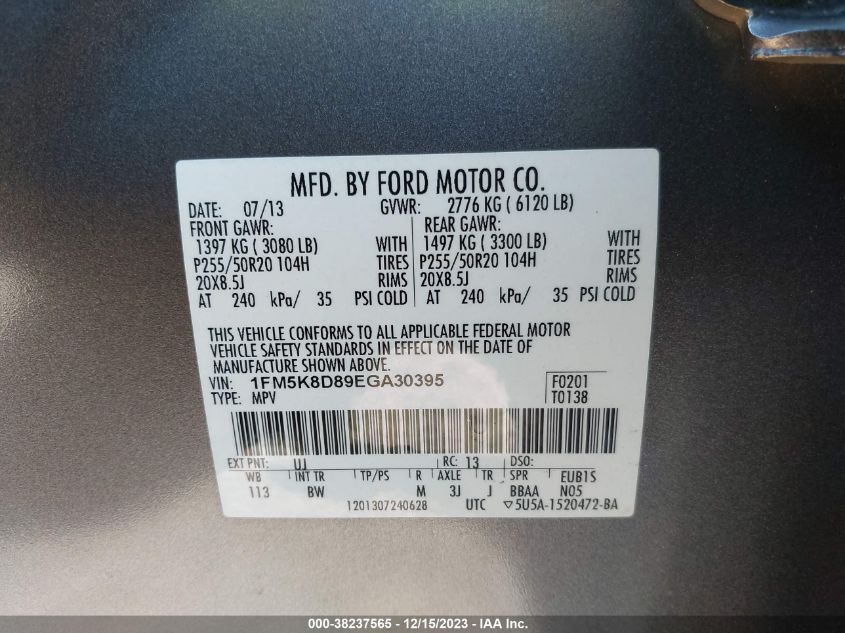 MFD. BY FORD MOTOR CO.
DATE: 07/13 GVWR: 2776 KG ( 6120 LB)
FRONT GAWR: REAR GAWR:
1397 KG ( 3080 LB) WITH 1497 KG ( 3300 LB) WITH
P255/50R20 104H TIRES P255/50R20 104H TIRES
20X8.5J RIMS 20X8.5J RIMS
AT 240 kPa/ 35 PSI COLD AT 240 kPa/ 35 PSI COLD
THIS VEHICLE CONFORMS TO ALL APPLICABLE FEDERAL MOTOR
VEHICLE SAFETY STANDARDS IN EFFECT ON THE DATE OF
MANUFACTURE SHOWN ABOVE.
VIN: 1FM5K8D89EGA30395 F0201
TYPE: MPV T0138
EXT PNT: UJ RC: 13 DSO:
WB INT TR TP/PS R AXLE TR SPR EUB1S
113 BW M 3J J BBAA N05
1201307240628 UTC ▽5U5A-1520472-BA
000-38237565 - 12/15/2023 - IAA Inc.